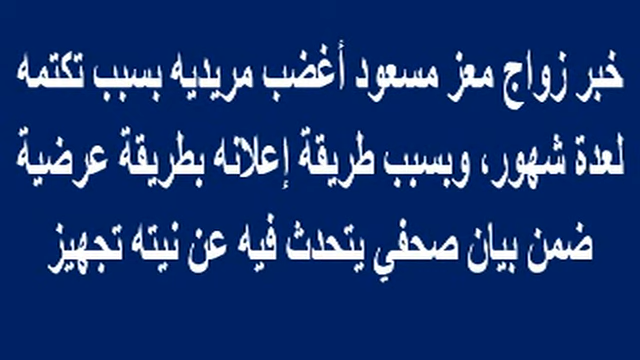 خبر زواج معز مسعود أغضب مريديه بسبب تكتمه
لعدة شهور، وبسبب طريقة إعلانه بطريقة عرضية
ضمن بيان صحفي يتحدث فيه عن نيته تجهيز